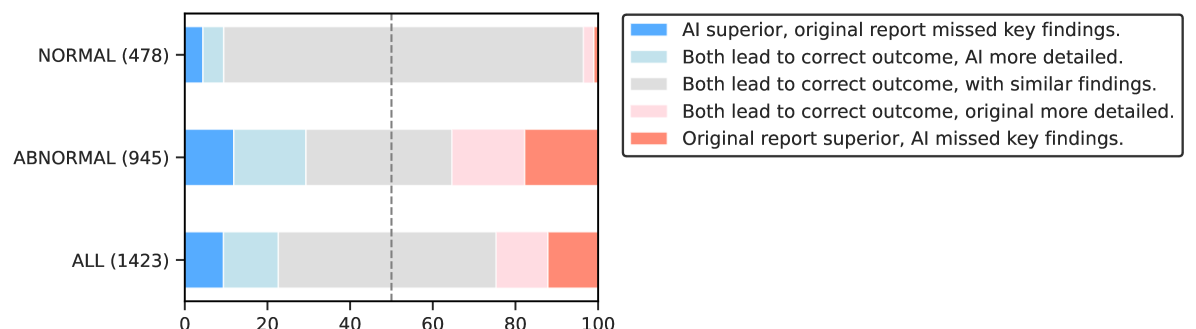 NORMAL (478)
ABNORMAL (945)
ALL (1423)
0 20 40 60 80 100
AI superior, original report missed key findings.
Both lead to correct outcome, AI more detailed.
Both lead to correct outcome, with similar findings.
Both lead to correct outcome, original more detailed.
Original report superior, AI missed key findings.